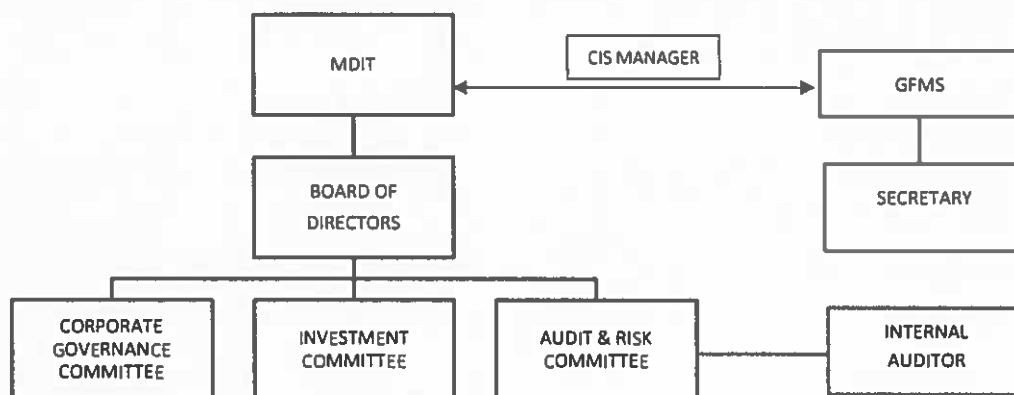 MDIT
CIS MANAGER
GFMS
BOARD OF
DIRECTORS
SECRETARY
CORPORATE
GOVERNANCE
COMMITTEE
INVESTMENT
COMMITTEE
AUDIT & RISK
COMMITTEE
INTERNAL
AUDITOR